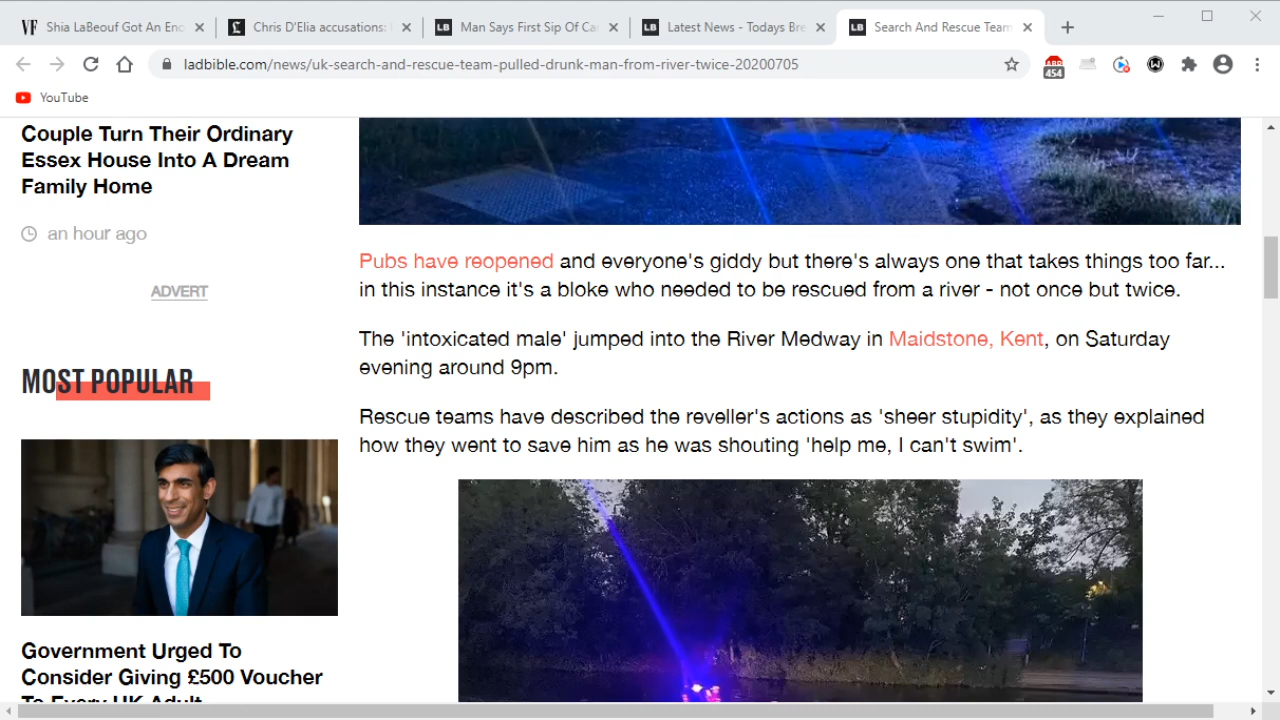 Shia LaBeouf Got An Enc
Chris D'Elia accusations:
Man Says First Sip Of Ca
Latest News - Todays Bre
Search And Rescue Team
ladbible.com/news/uk-search-and-rescue-team-pulled-drunk-man-from-river-twice-20200705
454
YouTube
Couple Turn Their Ordinary
Essex House Into A Dream
Family Home
an hour ago
ADVERT
MOST POPULAR
Government Urged To
Consider Giving £500 Voucher
To Every UK Adult
Pubs have reopened and everyone's giddy but there's always one that takes things too far...
in this instance it's a bloke who needed to be rescued from a river - not once but twice.
The 'intoxicated male' jumped into the River Medway in Maidstone, Kent, on Saturday
evening around 9pm.
Rescue teams have described the reveller's actions as 'sheer stupidity', as they explained
how they went to save him as he was shouting 'help me, I can't swim'.